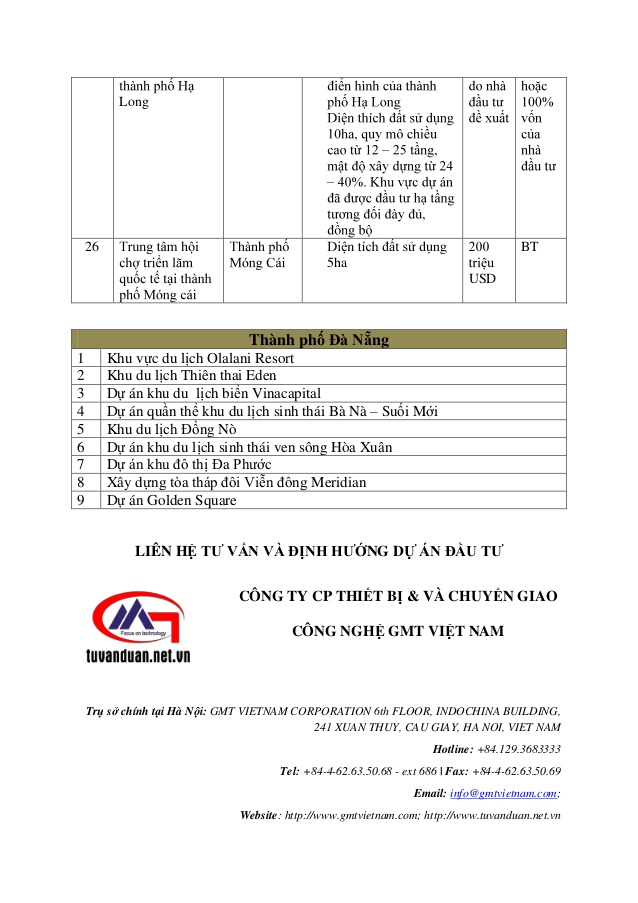 thành phố Hạ
Long
điển hình của thành
phố Hạ Long
Diện thích đất sử dụng
10ha, quy mô chiều
cao từ 12 – 25 tầng,
mật độ xây dựng từ 24
– 40%. Khu vực dự án
đã được đầu tư hạ tầng
tương đối đày đủ,
đồng bộ
do nhà
đầu tư
đề xuất
hoặc
100%
vốn
của
nhà
đầu tư
26
Trung tâm hội
chợ triển lãm
quốc tế tại thành
phố Móng cái
Thành phố
Móng Cái
Diện tích đất sử dụng
5ha
200
triệu
USD
BT
Thành phố Đà Nẵng
1 Khu vực du lịch Olalani Resort
2 Khu du lịch Thiên thai Eden
3 Dự án khu du lịch biển Vinacapital
4 Dự án quần thể khu du lịch sinh thái Bà Nà – Suối Mới
5 Khu du lịch Đồng Nò
6 Dự án khu du lịch sinh thái ven sông Hòa Xuân
7 Dự án khu đô thị Đa Phước
8 Xây dựng tòa tháp đôi Viễn đông Meridian
9 Dự án Golden Square
LIÊN HỆ TƯ VẤN VÀ ĐỊNH HƯỚNG DỰ ÁN ĐẦU TƯ
CÔNG TY CP THIẾT BỊ & VÀ CHUYỂN GIAO
CÔNG NGHỆ GMT VIỆT NAM
Focus on technology
tuvanduan.net.vn
Trụ sở chính tại Hà Nội: GMT VIETNAM CORPORATION 6th FLOOR, INDOCHINA BUILDING,
241 XUAN THUY, CAU GIAY, HA NOI, VIET NAM
Hotline: +84.129.3683333
Tel: +84-4-62.63.50.68 - ext 686 | Fax: +84-4-62.63.50.69
Email: info@gmtvietnam.com;
Website: http://www.gmtvietnam.com; http://www.tuvanduan.net.vn